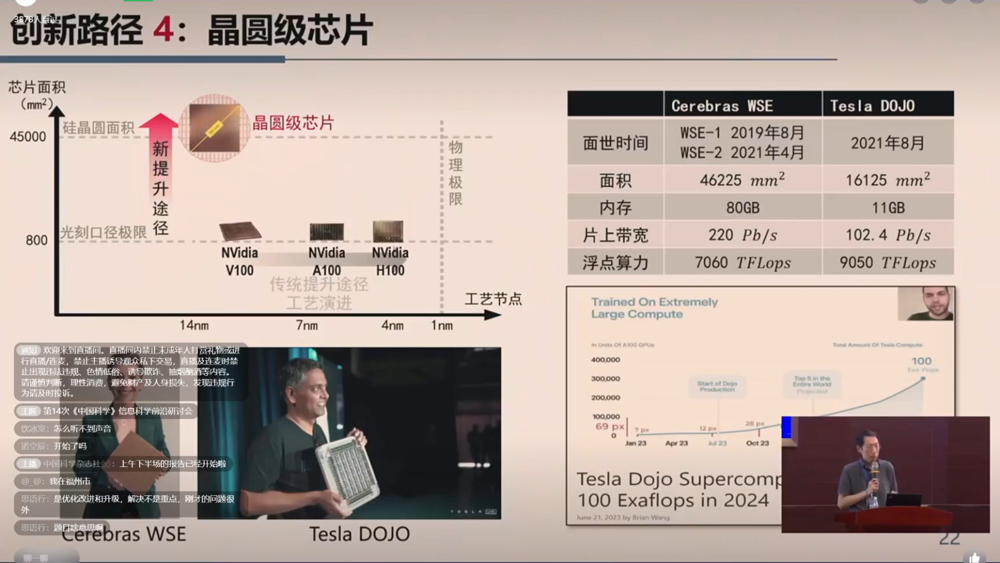 3878人看过
创新路径 4：晶圆级芯片
芯片面积
（mm²）
45000
硅晶圆面积
新提升途径
晶圆级芯片
物理极限
800
光刻口径极限
NVidia V100
NVidia A100
NVidia H100
传统提升途径
工艺演进
工艺节点
14nm
7nm
4nm
1nm
Cerebras WSE
Tesla DOJO
面世时间
WSE-1 2019年8月
WSE-2 2021年4月
2021年8月
面积
46225 mm²
16125 mm²
内存
80GB
11GB
片上带宽
220 Pb/s
102.4 Pb/s
浮点算力
7060 TFLops
9050 TFLops
Trained On Extremely
Large Compute
In Units Of A100 GPUs
Total Amount Of Tesla Compute
400,000
300,000
200,000
100,000
69 px
0
7 px
12 px
28 px
Start of Dojo
Production
Top 5 in the
Entire World
Projected
100
Exa-Flops
Jan 23
Apr 23
Jul 23
Oct 23
Tesla Dojo Supercomp
100 Exaflops in 2024
June 21, 2023 by Brian Wang
通知 欢迎来到直播间。直播间内禁止未成年人打赏礼物或进
行直播/连麦，禁止主播诱导观众私下交易，直播及连麦时禁
止出现违法违规、色情低俗、诱导欺诈、抽烟酗酒等内容。
请谨慎判断，理性消费，避免财产及人身损失，发现违规行
为请及时投诉。
主题 第14次《中国科学》信息科学前沿研讨会
饮冰室：怎么听不到声音
诺空辰：开始了吗
主播 中国科学杂志社：上午下半场的报告已经开始啦
@_@：我在福州市
思语行：是优化改进和升级，解决不是重点，刚才的问题很
外
思语行：题目啥意思啊
聊一聊
TESLA LIVE
Cerebras WSE
Tesla DOJO
22